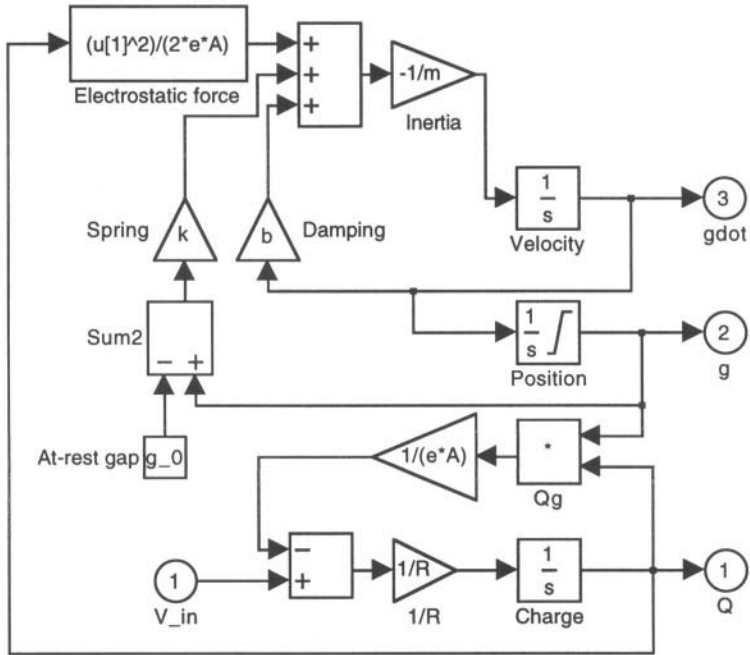 (u[1]^2)/(2*e*A)
Electrostatic force
+
+
+
-1/m
Inertia
1
s
Velocity
3
gdot
Spring
k
b
Damping
Sum2
− +
1
s
Position
2
g
At-rest gap
g_0
1/(e*A)
*
Qg
1
V_in
−
+
1/R
1/R
1
s
Charge
1
Q